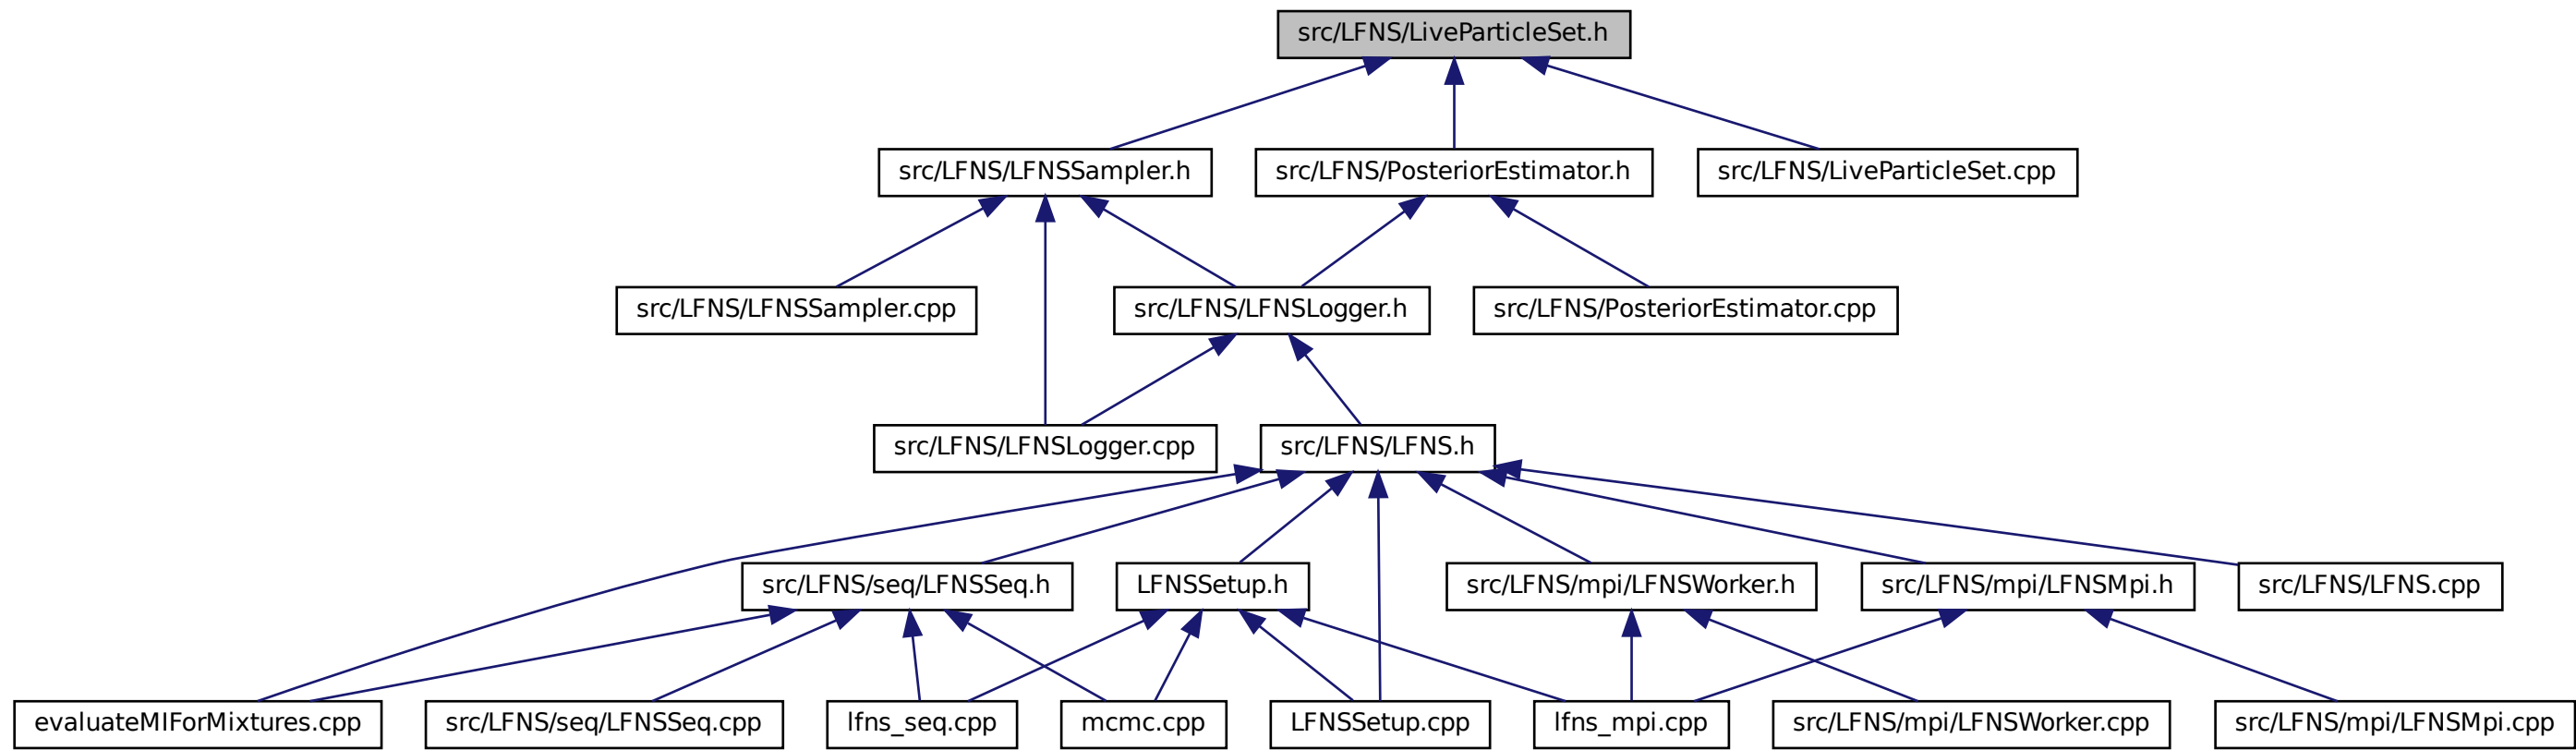 src/LFNS/LiveParticleSet.h
src/LFNS/LFNSSampler.h
src/LFNS/PosteriorEstimator.h
src/LFNS/LiveParticleSet.cpp
src/LFNS/LFNSSampler.cpp
src/LFNS/LFNSLogger.h
src/LFNS/PosteriorEstimator.cpp
src/LFNS/LFNSLogger.cpp
src/LFNS/LFNS.h
src/LFNS/seq/LFNSSeq.h
LFNSSetup.h
src/LFNS/mpi/LFNSWorker.h
src/LFNS/mpi/LFNSMpi.h
src/LFNS/LFNS.cpp
evaluateMIForMixtures.cpp
src/LFNS/seq/LFNSSeq.cpp
lfns_seq.cpp
mcmc.cpp
LFNSSetup.cpp
lfns_mpi.cpp
src/LFNS/mpi/LFNSWorker.cpp
src/LFNS/mpi/LFNSMpi.cpp